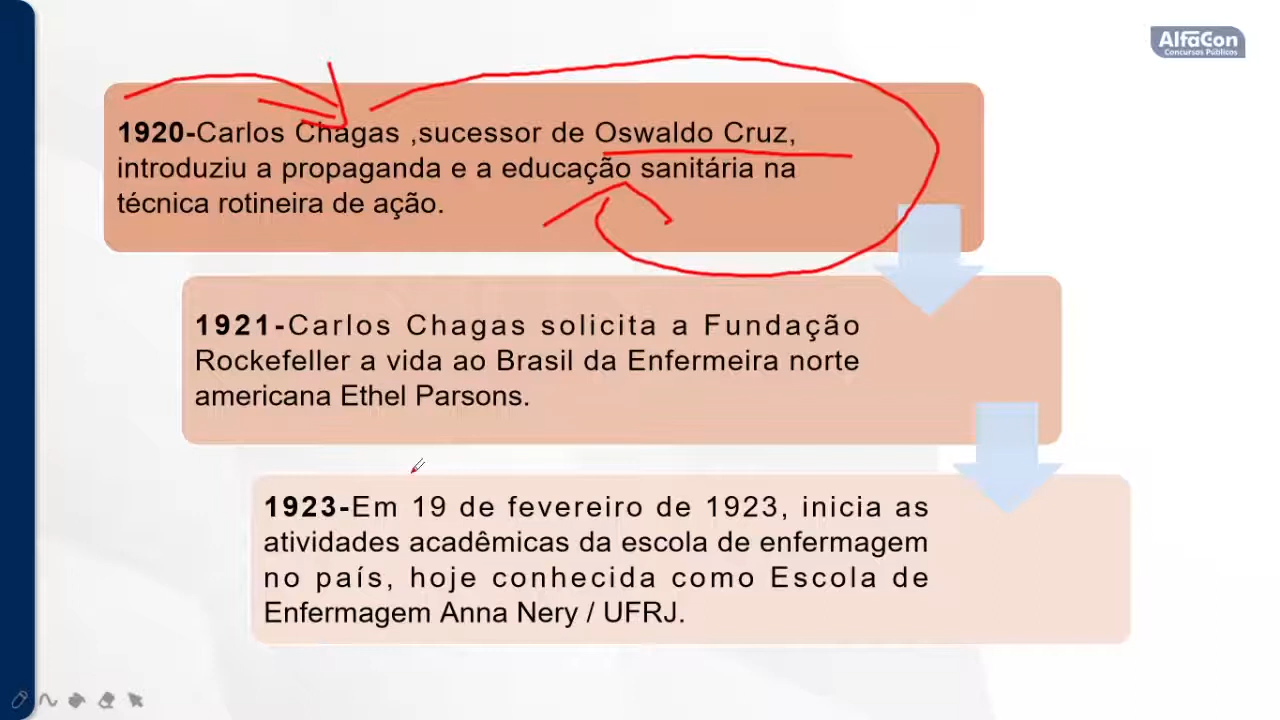 AlfaCon
Concursos Públicos
1920-Carlos Chagas ,sucessor de Oswaldo Cruz,
introduziu a propaganda e a educação sanitária na
técnica rotineira de ação.
1921-Carlos Chagas solicita a Fundação
Rockefeller a vida ao Brasil da Enfermeira norte
americana Ethel Parsons.
1923-Em 19 de fevereiro de 1923, inicia as
atividades acadêmicas da escola de enfermagem
no país, hoje conhecida como Escola de
Enfermagem Anna Nery / UFRJ.